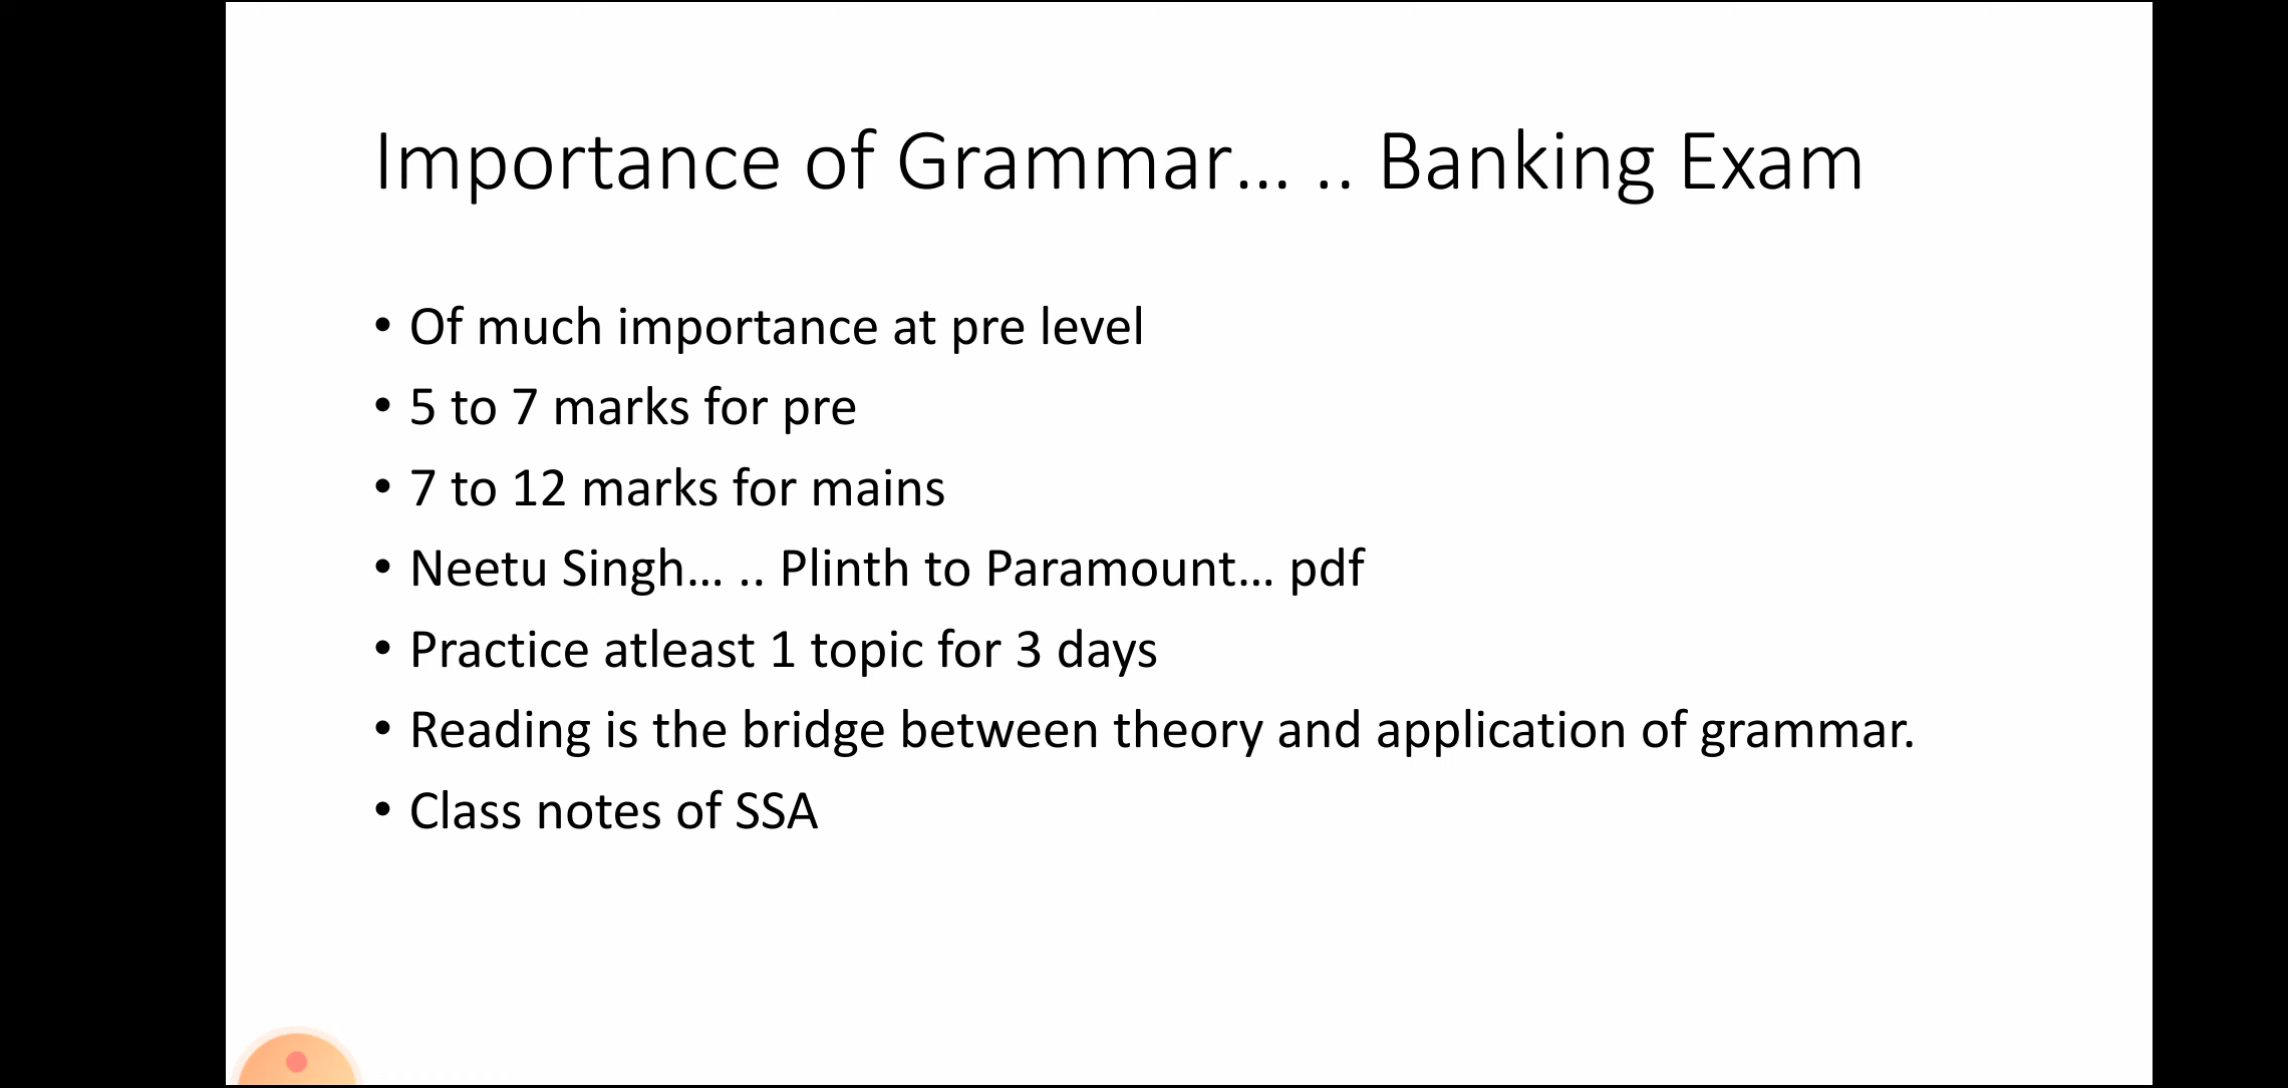 Importance of Grammar... .. Banking Exam
• Of much importance at pre level
• 5 to 7 marks for pre
• 7 to 12 marks for mains
• Neetu Singh... .. Plinth to Paramount... pdf
• Practice atleast 1 topic for 3 days
• Reading is the bridge between theory and application of grammar.
• Class notes of SSA